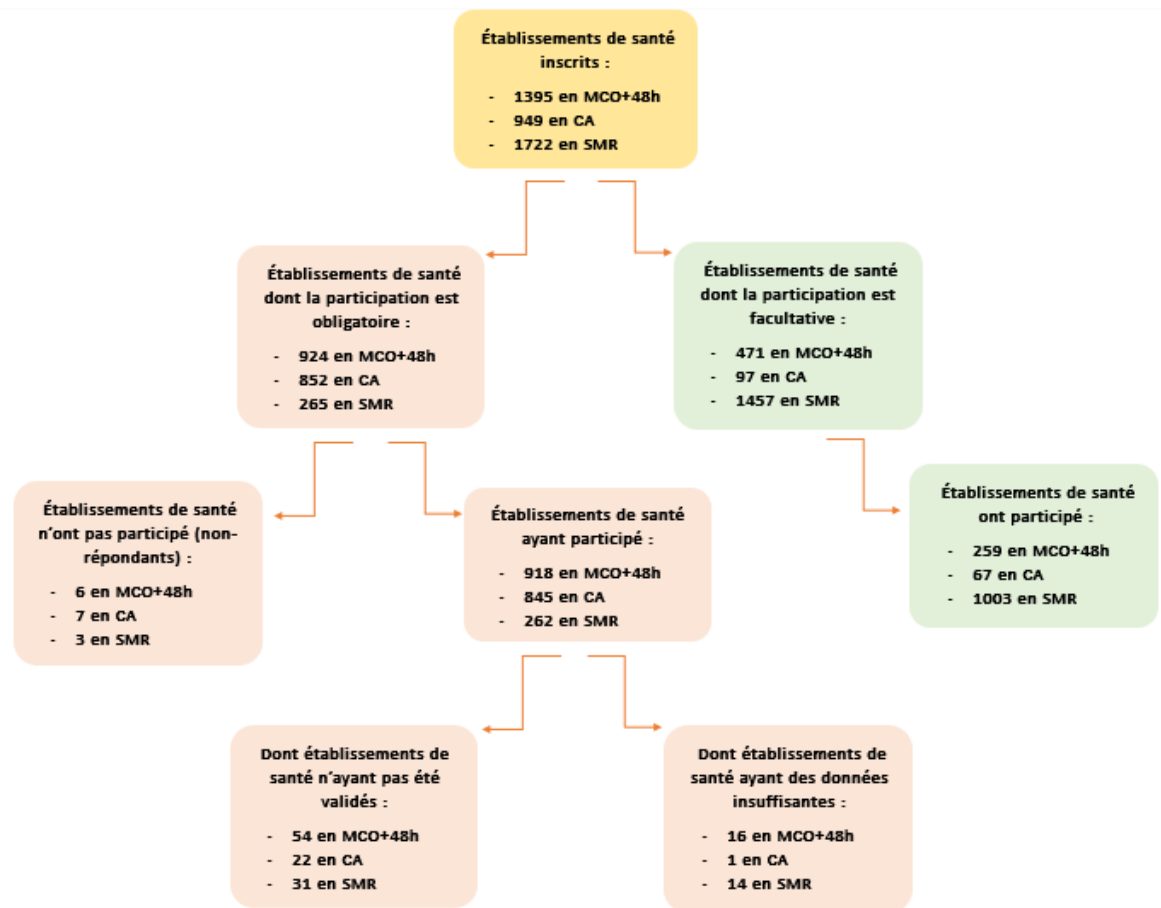 Établissements de santé
inscrits :
- 1395 en MCO+48h
- 949 en CA
- 1722 en SMR
Établissements de santé
dont la participation est
obligatoire :
- 924 en MCO+48h
- 852 en CA
- 265 en SMR
Établissements de santé
dont la participation est
facultative :
- 471 en MCO+48h
- 97 en CA
- 1457 en SMR
Établissements de santé
n'ont pas participé (non-
répondants) :
- 6 en MCO+48h
- 7 en CA
- 3 en SMR
Établissements de santé
ayant participé :
- 918 en MCO+48h
- 845 en CA
- 262 en SMR
Établissements de santé
ont participé :
- 259 en MCO+48h
- 67 en CA
- 1003 en SMR
Dont établissements de
santé n'ayant pas été
validés :
- 54 en MCO+48h
- 22 en CA
- 31 en SMR
Dont établissements de
santé ayant des données
insuffisantes :
- 16 en MCO+48h
- 1 en CA
- 14 en SMR